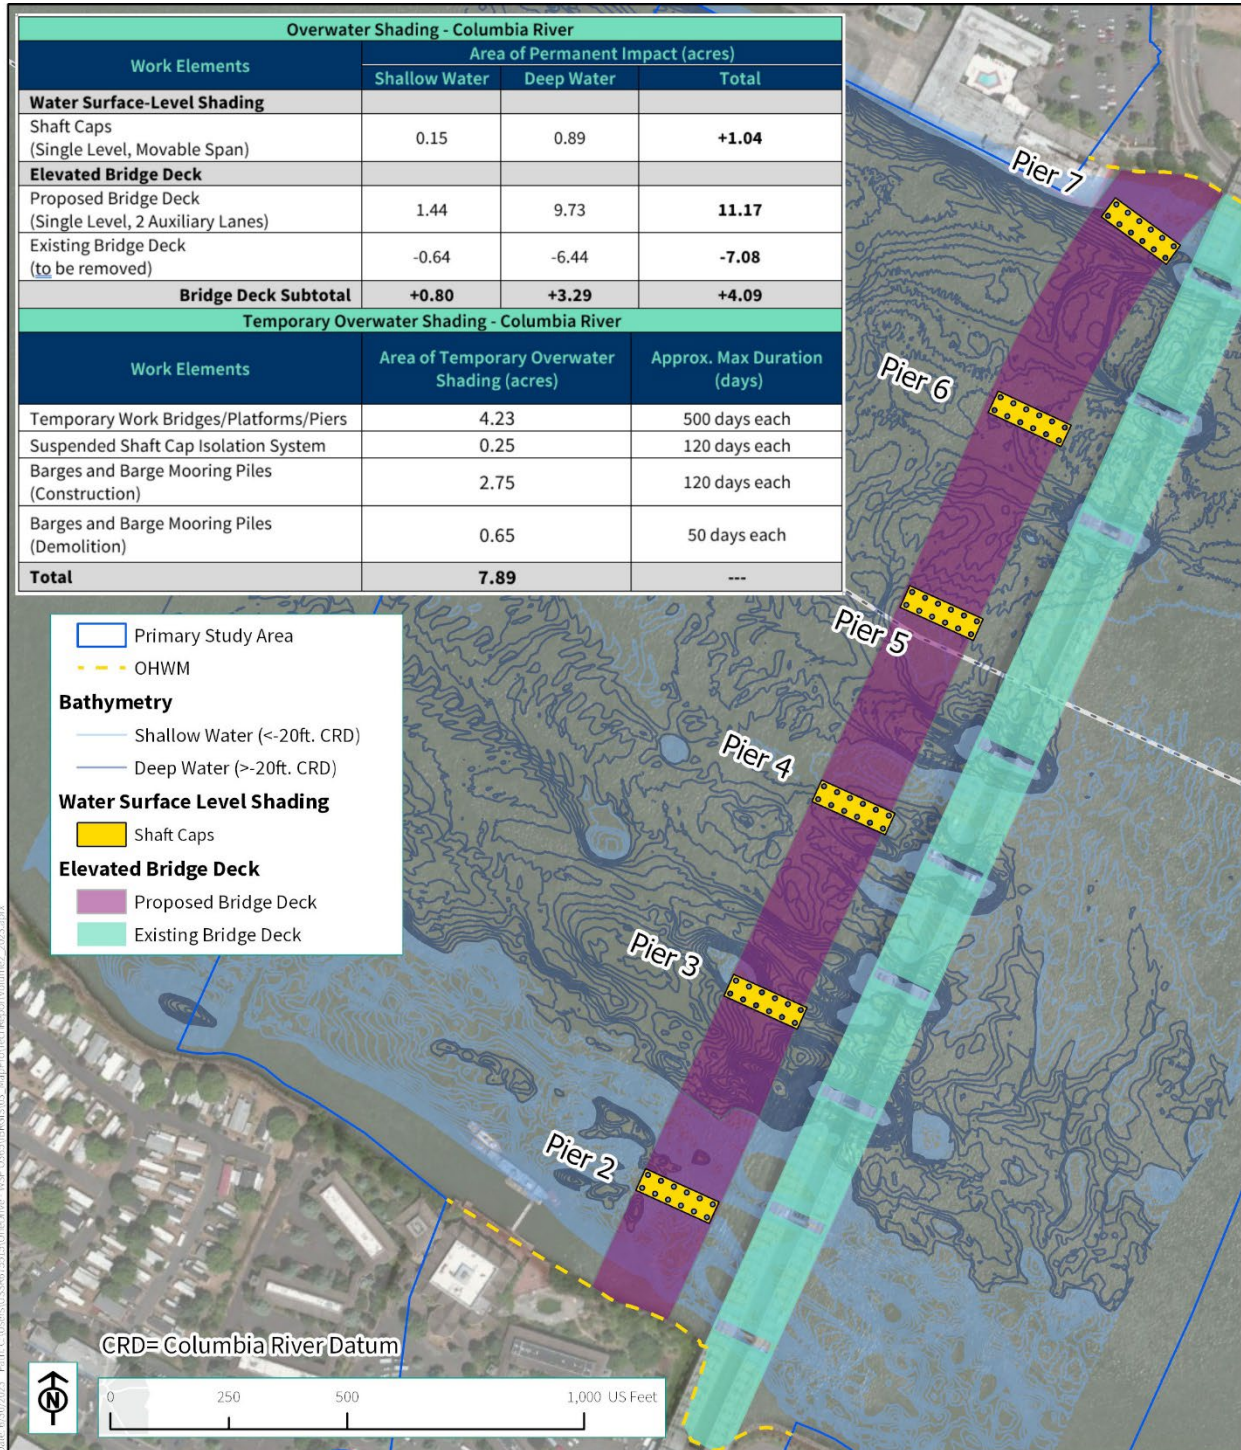 Overwater Shading - Columbia River
Work Elements
Area of Permanent Impact (acres)
Shallow Water Deep Water Total
Water Surface-Level Shading
Shaft Caps
(Single Level, Movable Span) 0.15 0.89 +1.04
Elevated Bridge Deck
Proposed Bridge Deck
(Single Level, 2 Auxiliary Lanes) 1.44 9.73 11.17
Existing Bridge Deck
(to be removed) -0.64 -6.44 -7.08
Bridge Deck Subtotal +0.80 +3.29 +4.09
Temporary Overwater Shading - Columbia River
Work Elements
Area of Temporary Overwater
Shading (acres)
Approx. Max Duration
(days)
Temporary Work Bridges/Platforms/Piers 4.23 500 days each
Suspended Shaft Cap Isolation System 0.25 120 days each
Barges and Barge Mooring Piles
(Construction) 2.75 120 days each
Barges and Barge Mooring Piles
(Demolition) 0.65 50 days each
Total 7.89 ---
Pier 7
Pier 6
Pier 5
Pier 4
Pier 3
Pier 2
Primary Study Area
OHWM
Bathymetry
Shallow Water (<-20ft. CRD)
Deep Water (>-20ft. CRD)
Water Surface Level Shading
Shaft Caps
Elevated Bridge Deck
Proposed Bridge Deck
Existing Bridge Deck
CRD= Columbia River Datum
N
0 250 500 1,000 US Feet